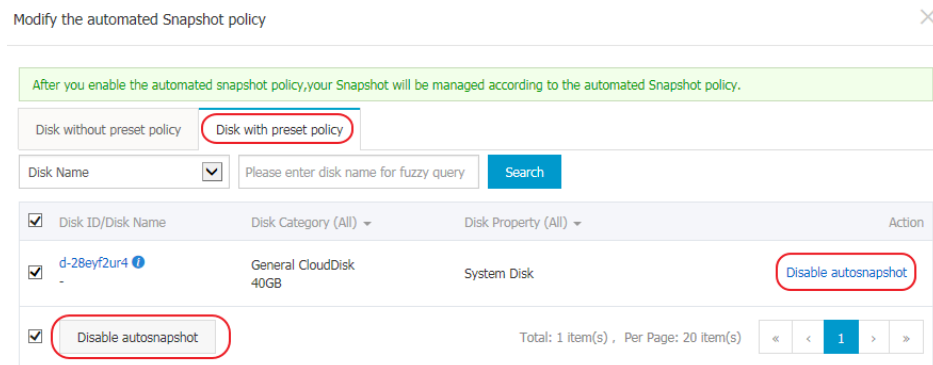 Modify the automated Snapshot policy
After you enable the automated snapshot policy,your Snapshot will be managed according to the automated Snapshot policy.
Disk without preset policy Disk with preset policy
Disk Name Please enter disk name for fuzzy query Search
Disk ID/Disk Name Disk Category (All) Disk Property (All) Action
d-28eyf2ur4 General CloudDisk System Disk Disable autosnapshot
- 40GB
Disable autosnapshot Total: 1 item(s) , Per Page: 20 item(s) « ‹ 1 › »